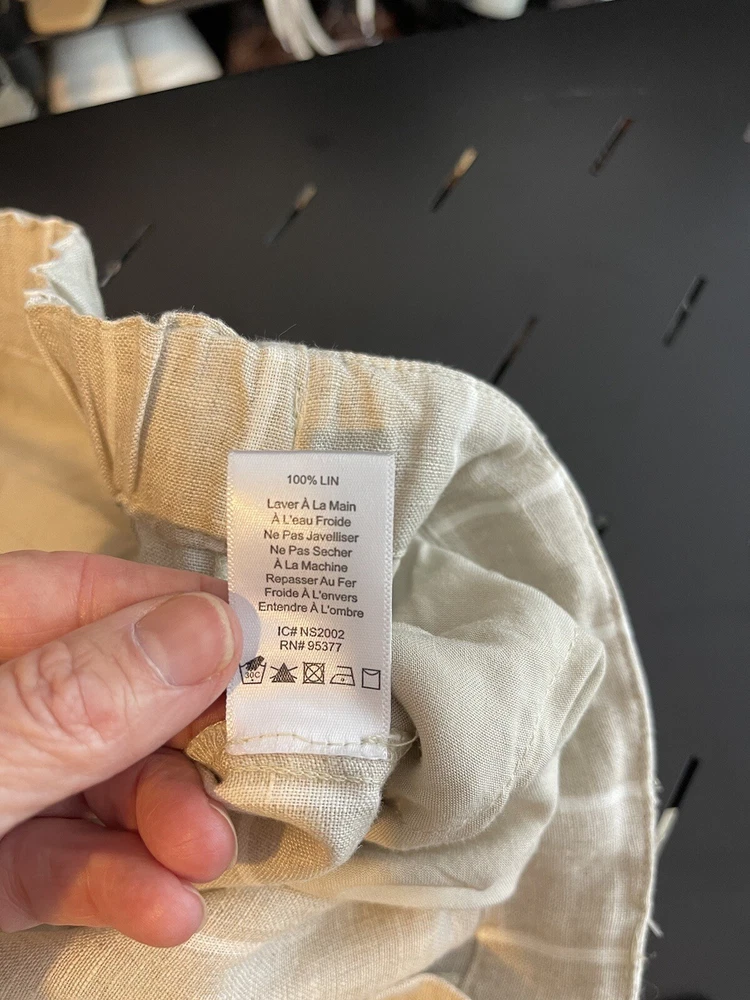 100% LIN
Laver À La Main
À L'eau Froide
Ne Pas Javelliser
Ne Pas Secher
À La Machine
Repasser Au Fer
Froide À L'envers
Entendre À L'ombre
IC# NS2002
RN# 95377
30C